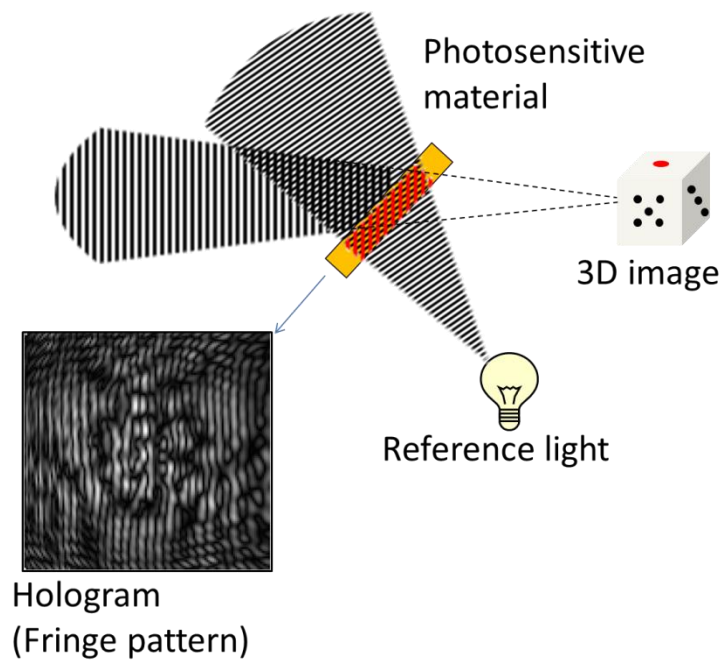 Photosensitive
material
3D image
Reference light
Hologram
(Fringe pattern)